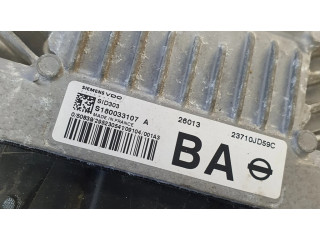 SIEMENS VDO
SID303
S180033107 A
MADE IN FRANCE
26013
23710JD59C
BA